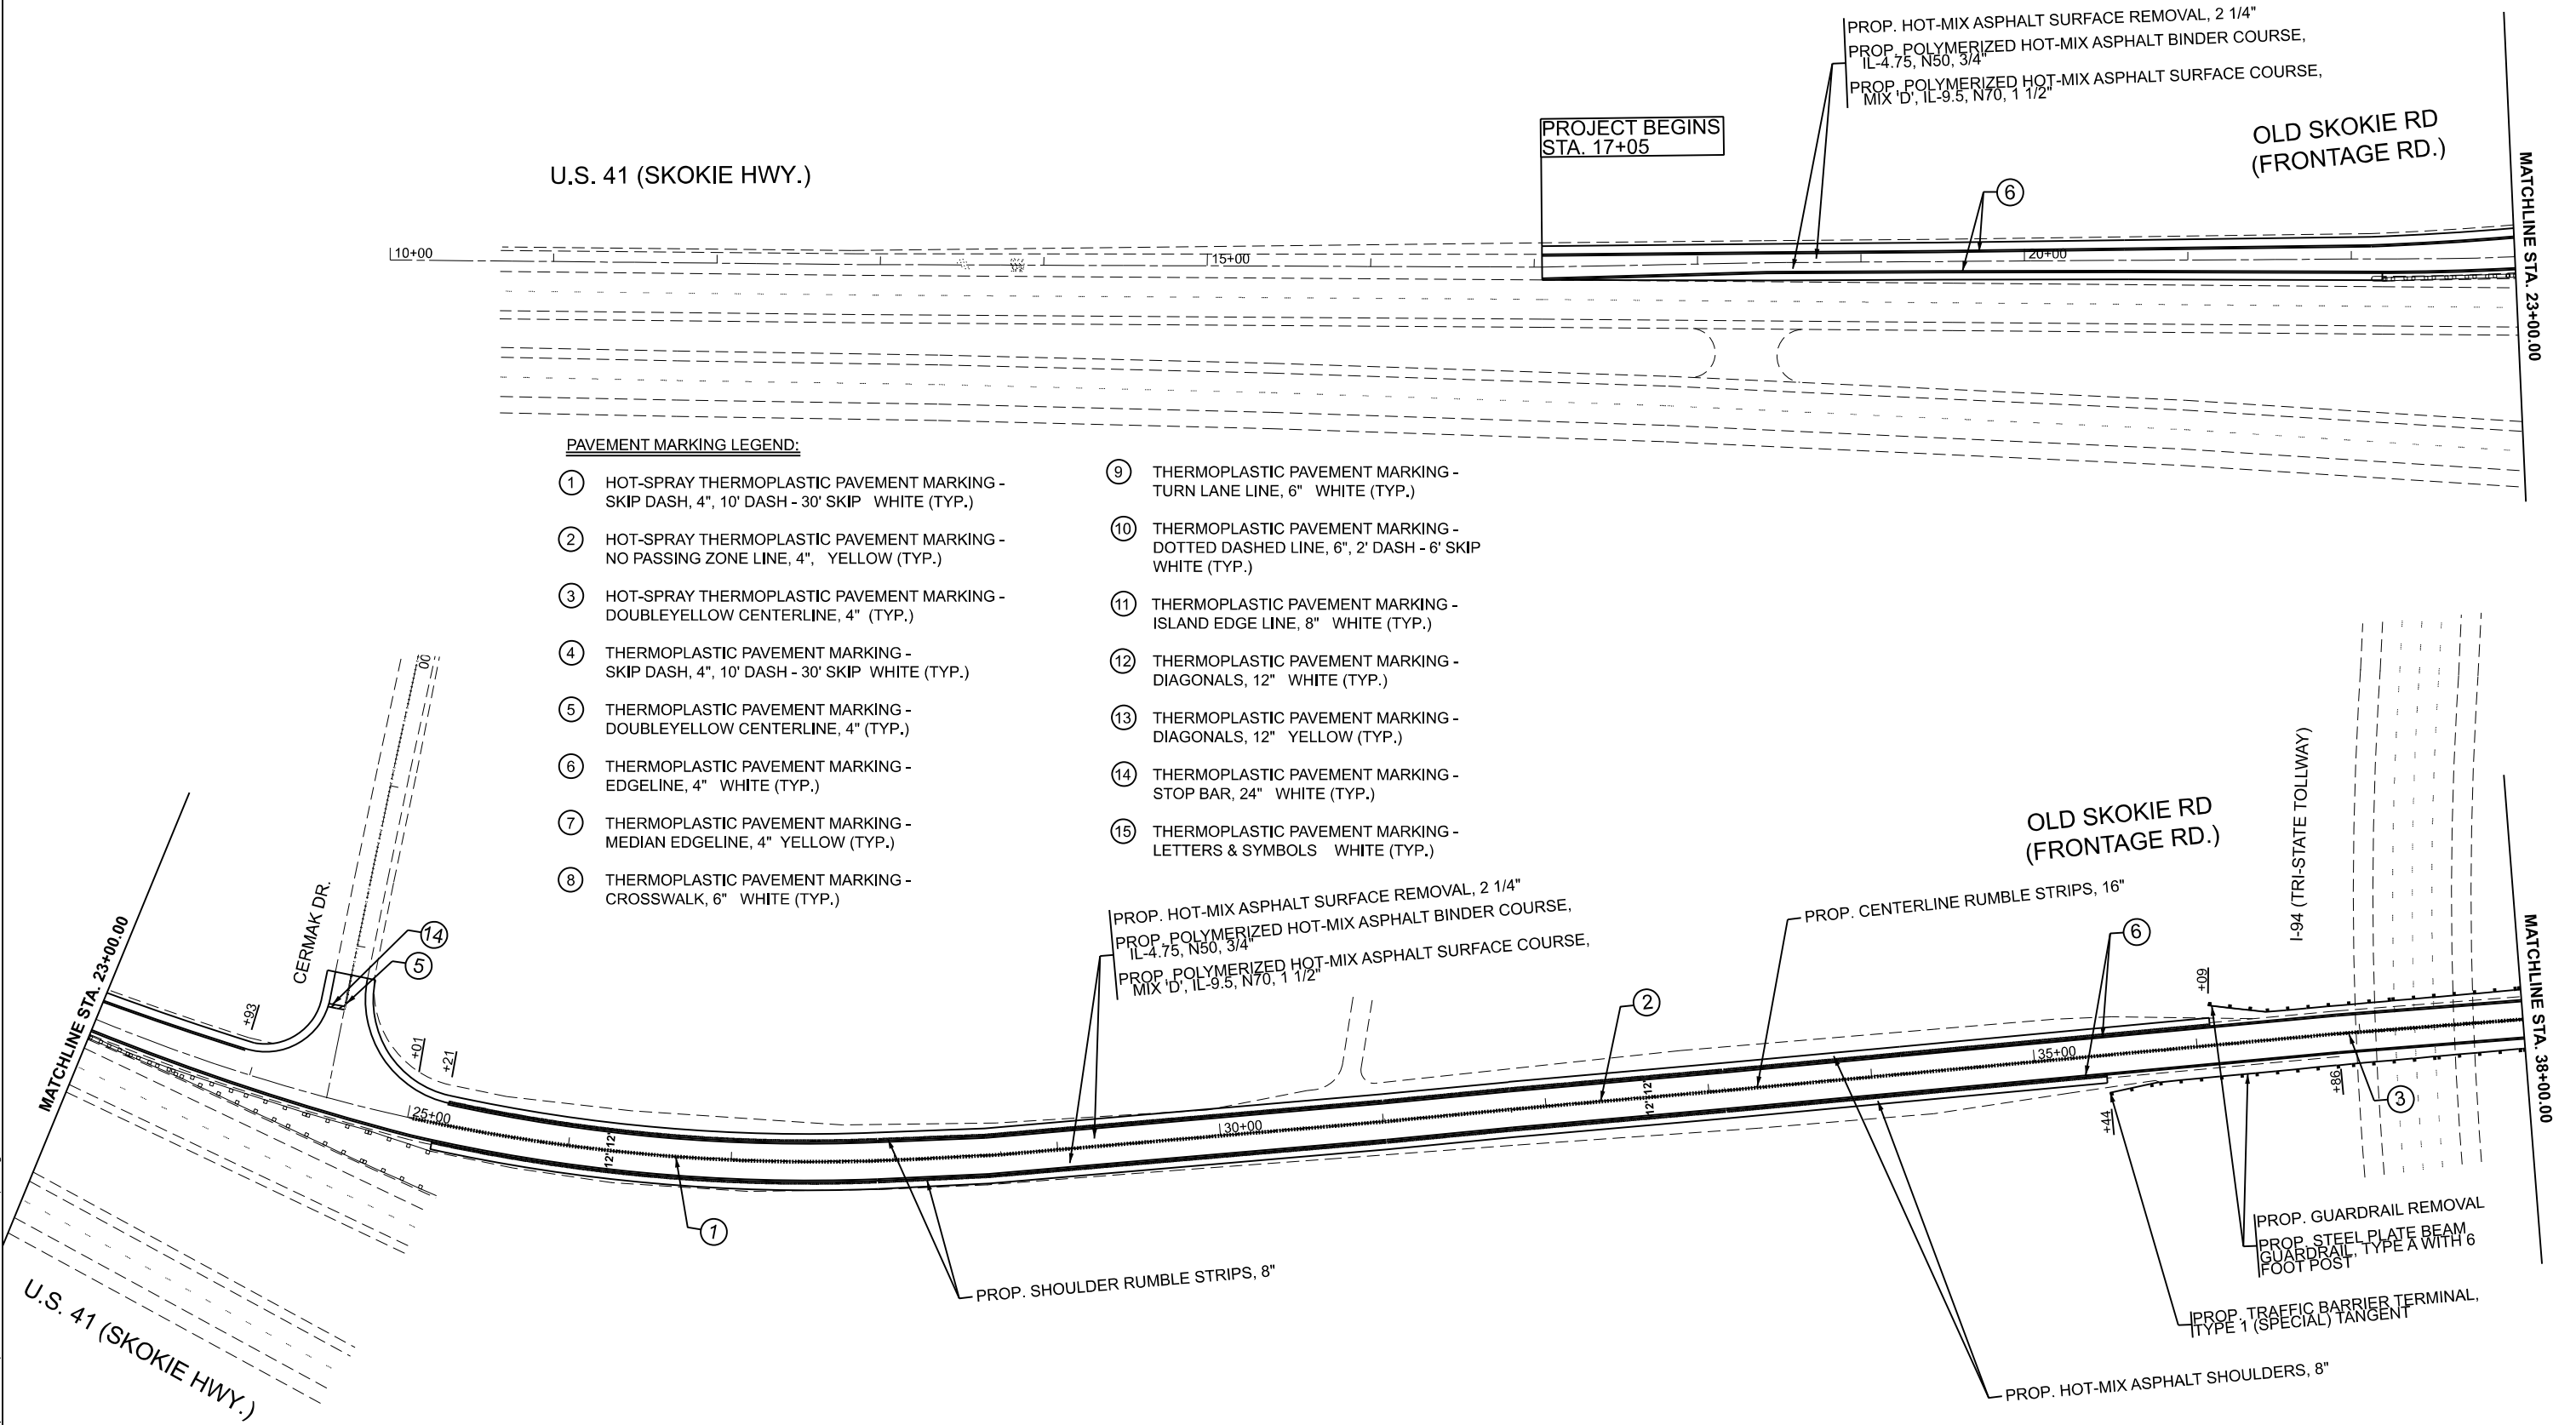 PROP. HOT-MIX ASPHALT SURFACE REMOVAL, 2 1/4"
PROP. POLYMERIZED HOT-MIX ASPHALT BINDER COURSE,
IL-4.75, N50, 3/4"
PROP. POLYMERIZED HOT-MIX ASPHALT SURFACE COURSE,
MIX 'D', IL-9.5, N70, 1 1/2"
PROJECT BEGINS
STA. 17+05
OLD SKOKIE RD
(FRONTAGE RD.)
U.S. 41 (SKOKIE HWY.)
6
10+00
15+00
20+00
MATCHLINE STA. 23+00.00
PAVEMENT MARKING LEGEND:
1 HOT-SPRAY THERMOPLASTIC PAVEMENT MARKING -
SKIP DASH, 4", 10' DASH - 30' SKIP WHITE (TYP.)
2 HOT-SPRAY THERMOPLASTIC PAVEMENT MARKING -
NO PASSING ZONE LINE, 4", YELLOW (TYP.)
3 HOT-SPRAY THERMOPLASTIC PAVEMENT MARKING -
DOUBLEYELLOW CENTERLINE, 4" (TYP.)
4 THERMOPLASTIC PAVEMENT MARKING -
SKIP DASH, 4", 10' DASH - 30' SKIP WHITE (TYP.)
5 THERMOPLASTIC PAVEMENT MARKING -
DOUBLEYELLOW CENTERLINE, 4" (TYP.)
6 THERMOPLASTIC PAVEMENT MARKING -
EDGELINE, 4" WHITE (TYP.)
7 THERMOPLASTIC PAVEMENT MARKING -
MEDIAN EDGELINE, 4" YELLOW (TYP.)
8 THERMOPLASTIC PAVEMENT MARKING -
CROSSWALK, 6" WHITE (TYP.)
9 THERMOPLASTIC PAVEMENT MARKING -
TURN LANE LINE, 6" WHITE (TYP.)
10 THERMOPLASTIC PAVEMENT MARKING -
DOTTED DASHED LINE, 6", 2' DASH - 6' SKIP
WHITE (TYP.)
11 THERMOPLASTIC PAVEMENT MARKING -
ISLAND EDGE LINE, 8" WHITE (TYP.)
12 THERMOPLASTIC PAVEMENT MARKING -
DIAGONALS, 12" WHITE (TYP.)
13 THERMOPLASTIC PAVEMENT MARKING -
DIAGONALS, 12" YELLOW (TYP.)
14 THERMOPLASTIC PAVEMENT MARKING -
STOP BAR, 24" WHITE (TYP.)
15 THERMOPLASTIC PAVEMENT MARKING -
LETTERS & SYMBOLS WHITE (TYP.)
00
CERMAK DR.
MATCHLINE STA. 23+00.00
14
5
+93
+01
+21
25+00
12' 12'
1
PROP. HOT-MIX ASPHALT SURFACE REMOVAL, 2 1/4"
PROP. POLYMERIZED HOT-MIX ASPHALT BINDER COURSE,
IL-4.75, N50, 3/4"
PROP. POLYMERIZED HOT-MIX ASPHALT SURFACE COURSE,
MIX 'D', IL-9.5, N70, 1 1/2"
OLD SKOKIE RD
(FRONTAGE RD.)
PROP. CENTERLINE RUMBLE STRIPS, 16"
6
2
I-94 (TRI-STATE TOLLWAY)
+09
30+00
12' 12'
35+00
+44
+86
3
MATCHLINE STA. 38+00.00
PROP. GUARDRAIL REMOVAL
PROP. STEEL PLATE BEAM
GUARDRAIL, TYPE A WITH 6
FOOT POST
PROP. TRAFFIC BARRIER TERMINAL,
TYPE 1 (SPECIAL) TANGENT
PROP. SHOULDER RUMBLE STRIPS, 8"
PROP. HOT-MIX ASPHALT SHOULDERS, 8"
U.S. 41 (SKOKIE HWY.)